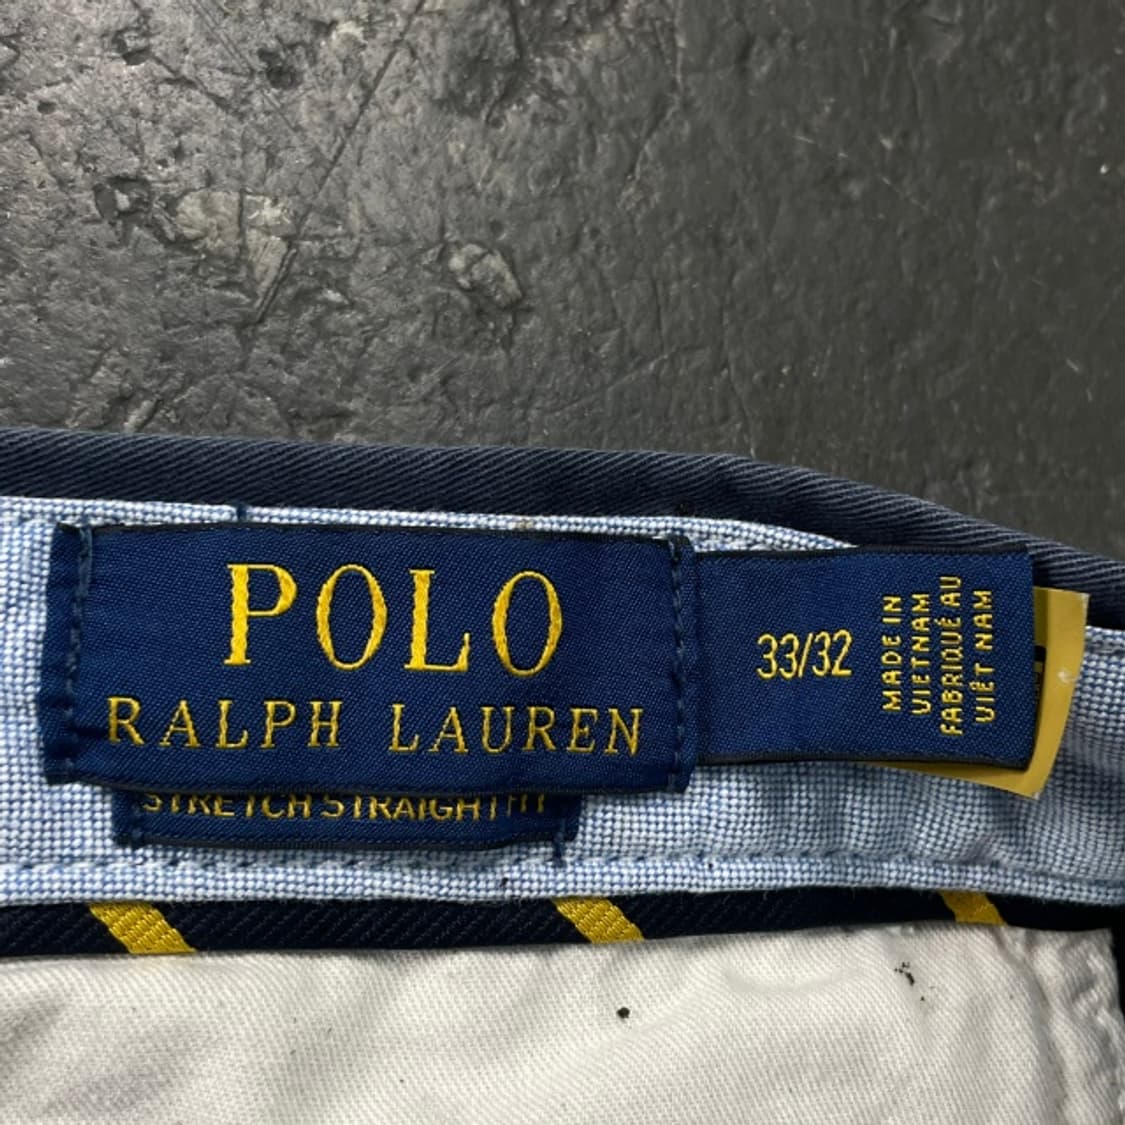 POLO
RALPH LAUREN
STRETCH STRAIGHT FIT
33/32
MADE IN
VIETNAM
FABRIQUÉ AU
VIÊT NAM